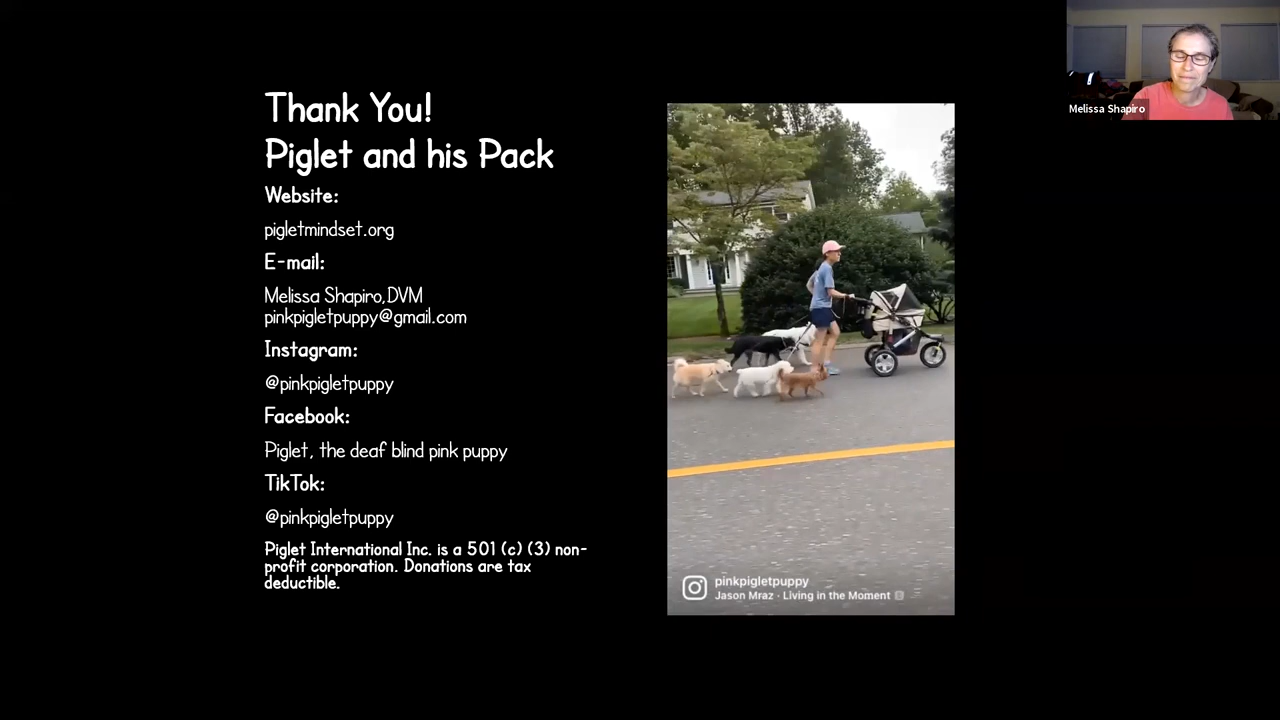 Thank You!
Piglet and his Pack
Website:
pigletmindset.org
E-mail:
Melissa Shapiro,DVM
pinkpigletpuppy@gmail.com
Instagram:
@pinkpigletpuppy
Facebook:
Piglet, the deaf blind pink puppy
TikTok:
@pinkpigletpuppy
Piglet International Inc. is a 501 (c) (3) non-
profit corporation. Donations are tax
deductible.
pinkpigletpuppy
Jason Mraz · Living in the Moment
Melissa Shapiro